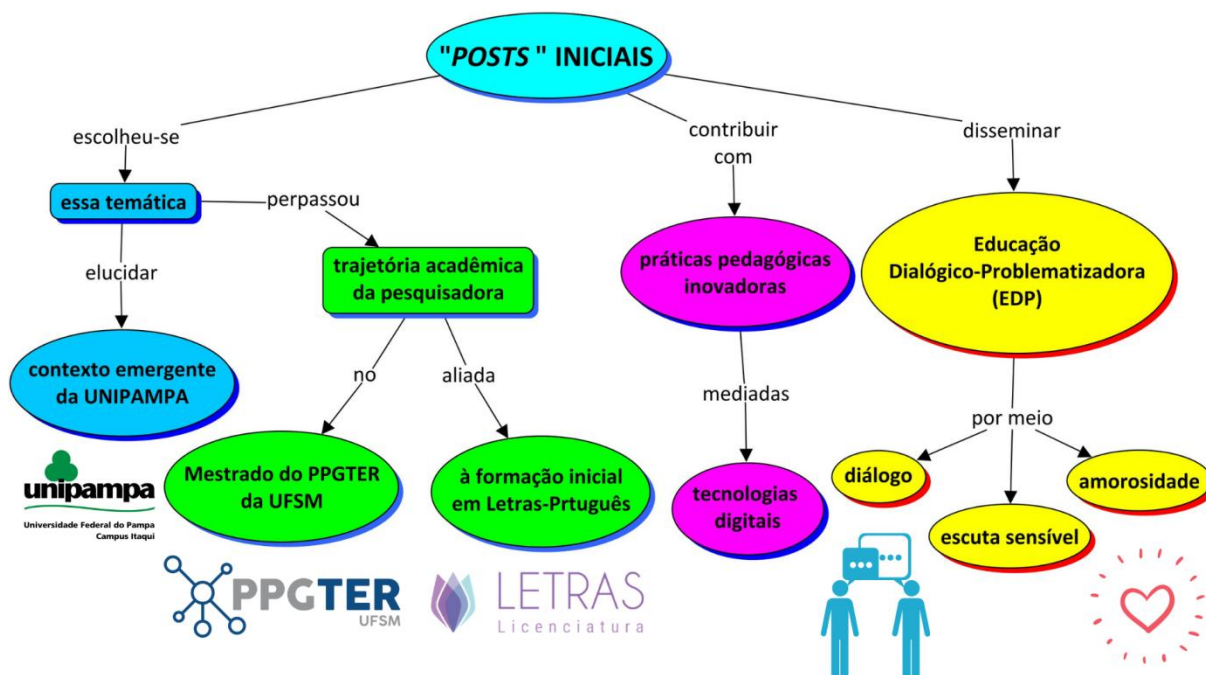 "POSTS " INICIAIS
escolheu-se
contribuir
com
disseminar
essa temática
perpassou
elucidar
trajetória acadêmica
da pesquisadora
práticas pedagógicas
inovadoras
Educação
Dialógico-Problematizadora
(EDP)
contexto emergente
da UNIPAMPA
no
aliada
mediadas
por meio
Mestrado do PPGTER
da UFSM
à formação inicial
em Letras-Prtuguês
tecnologias
digitais
diálogo
amorosidade
escuta sensível
unipampa
Universidade Federal do Pampa
Campus Itaqui
PPGTER
UFSM
LETRAS
Licenciatura